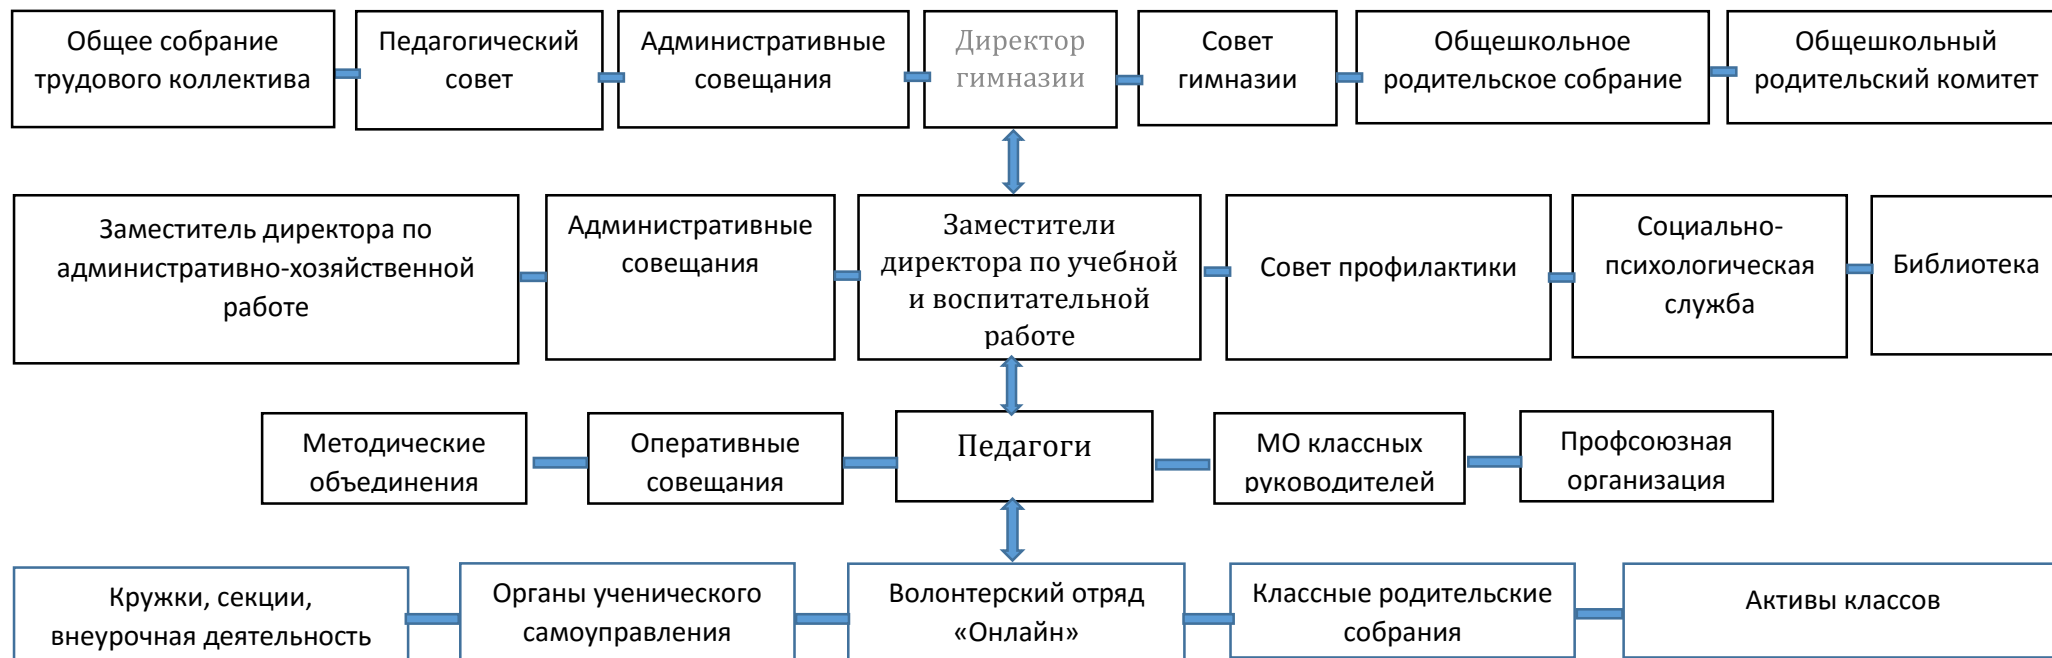 Общее собрание
трудового коллектива
Педагогический
совет
Административные
совещания
Директор
гимназии
Совет
гимназии
Общешкольное
родительское собрание
Общешкольный
родительский комитет
Заместитель директора по
административно-хозяйственной
работе
Административные
совещания
Заместители
директора по учебной
и воспитательной
работе
Совет профилактики
Социально-
психологическая
служба
Библиотека
Методические
объединения
Оперативные
совещания
Педагоги
МО классных
руководителей
Профсоюзная
организация
Кружки, секции,
внеурочная деятельность
Органы ученического
самоуправления
Волонтерский отряд
«Онлайн»
Классные родительские
собрания
Активы классов